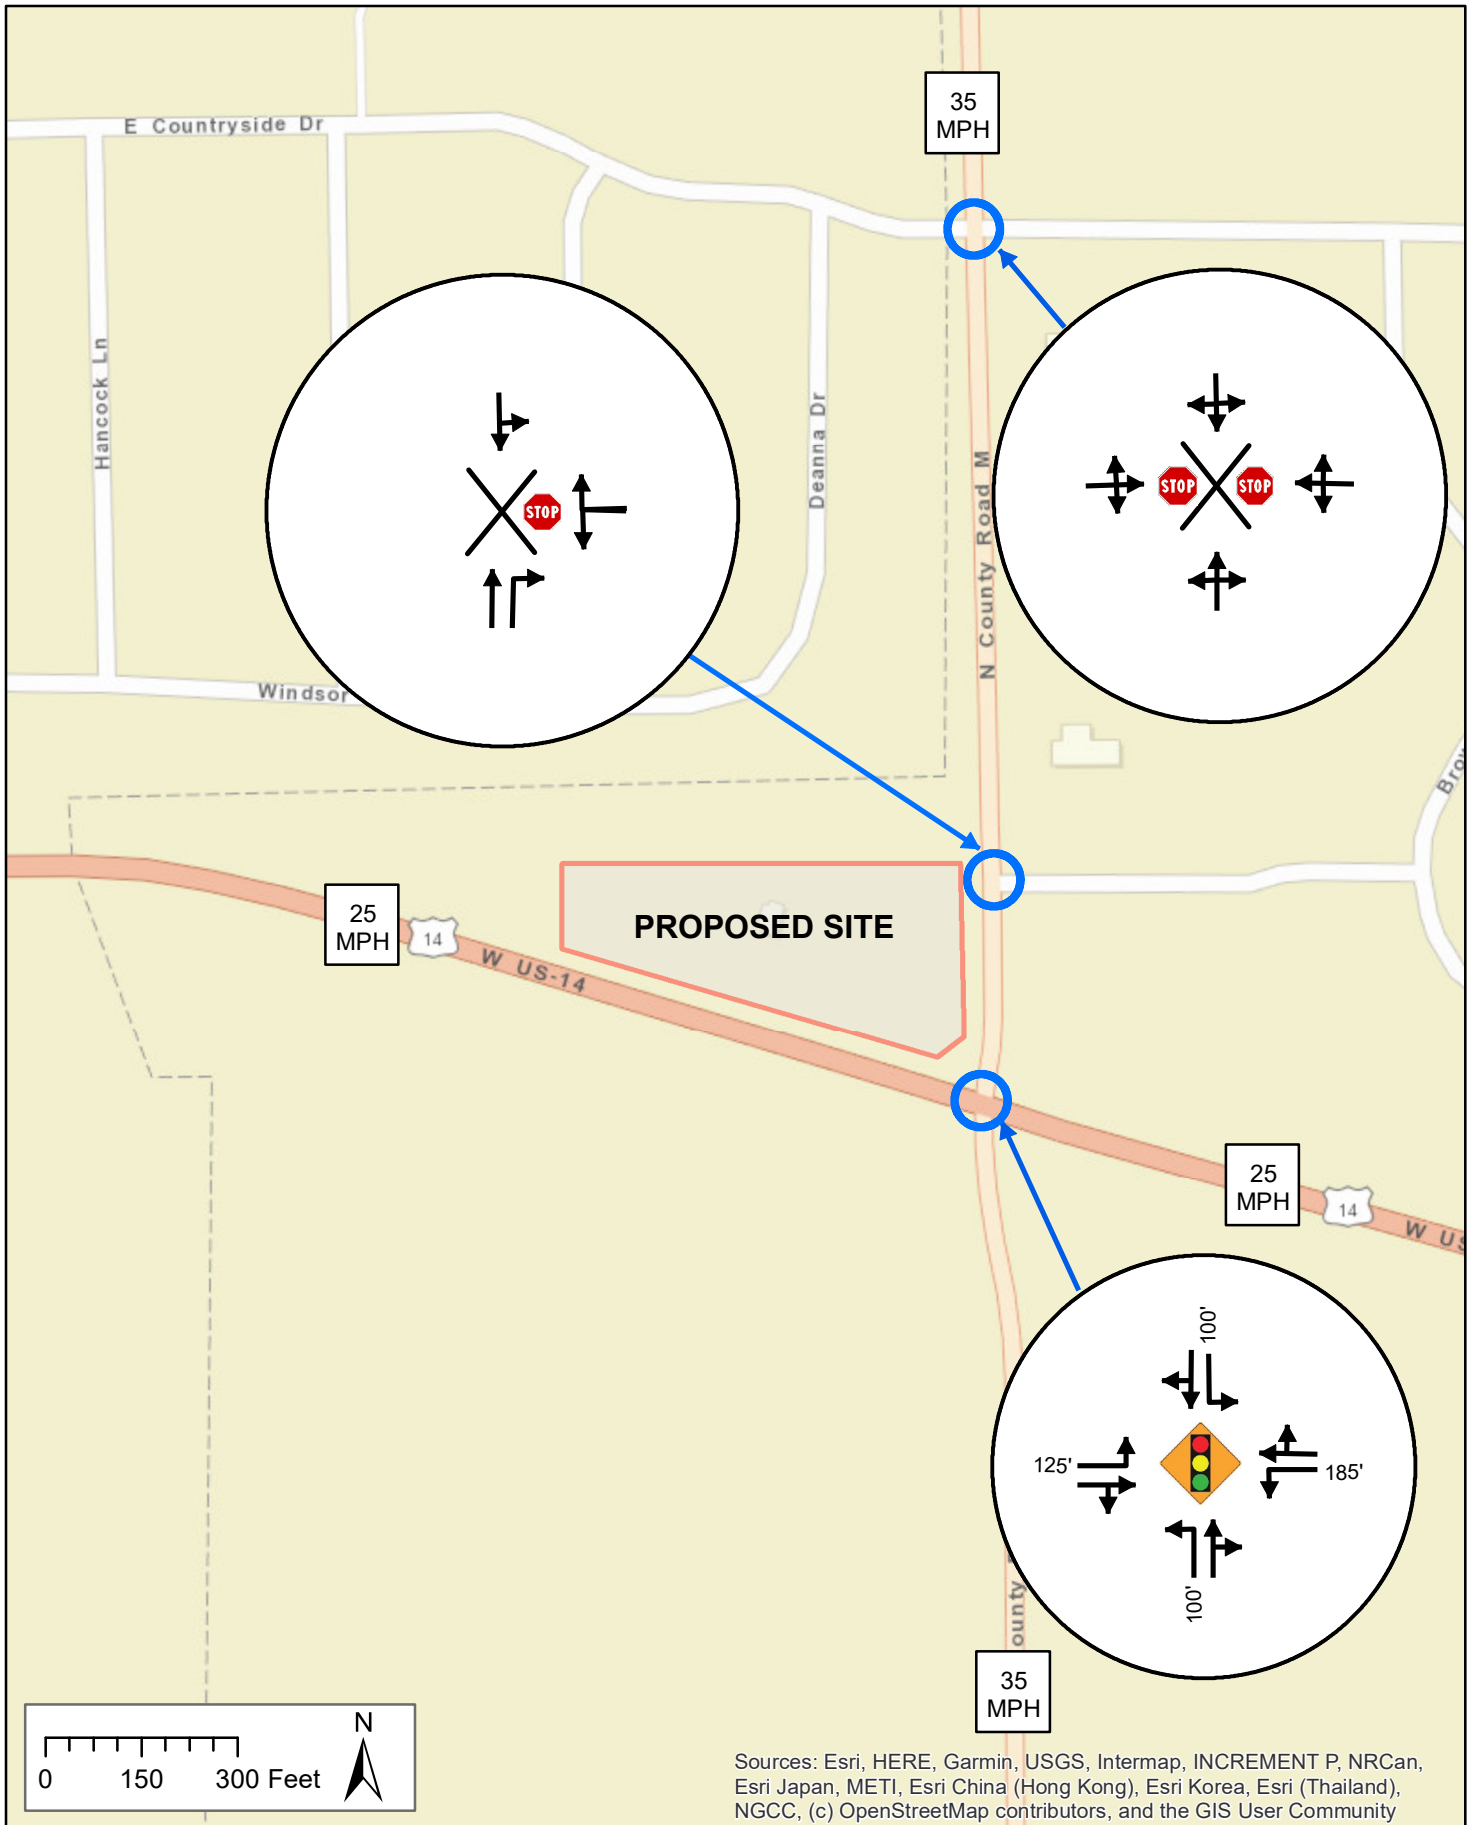 35
MPH
E Countryside Dr
Hancock Ln
Deanna Dr
N County Road M
STOP
STOP
STOP
Windsor
Bro
25
MPH
14
W US-14
PROPOSED SITE
25
MPH
14
W US
100'
125'
185'
100'
ounty
35
MPH
N
0 150 300 Feet
Sources: Esri, HERE, Garmin, USGS, Intermap, INCREMENT P, NRCan,
Esri Japan, METI, Esri China (Hong Kong), Esri Korea, Esri (Thailand),
NGCC, (c) OpenStreetMap contributors, and the GIS User Community